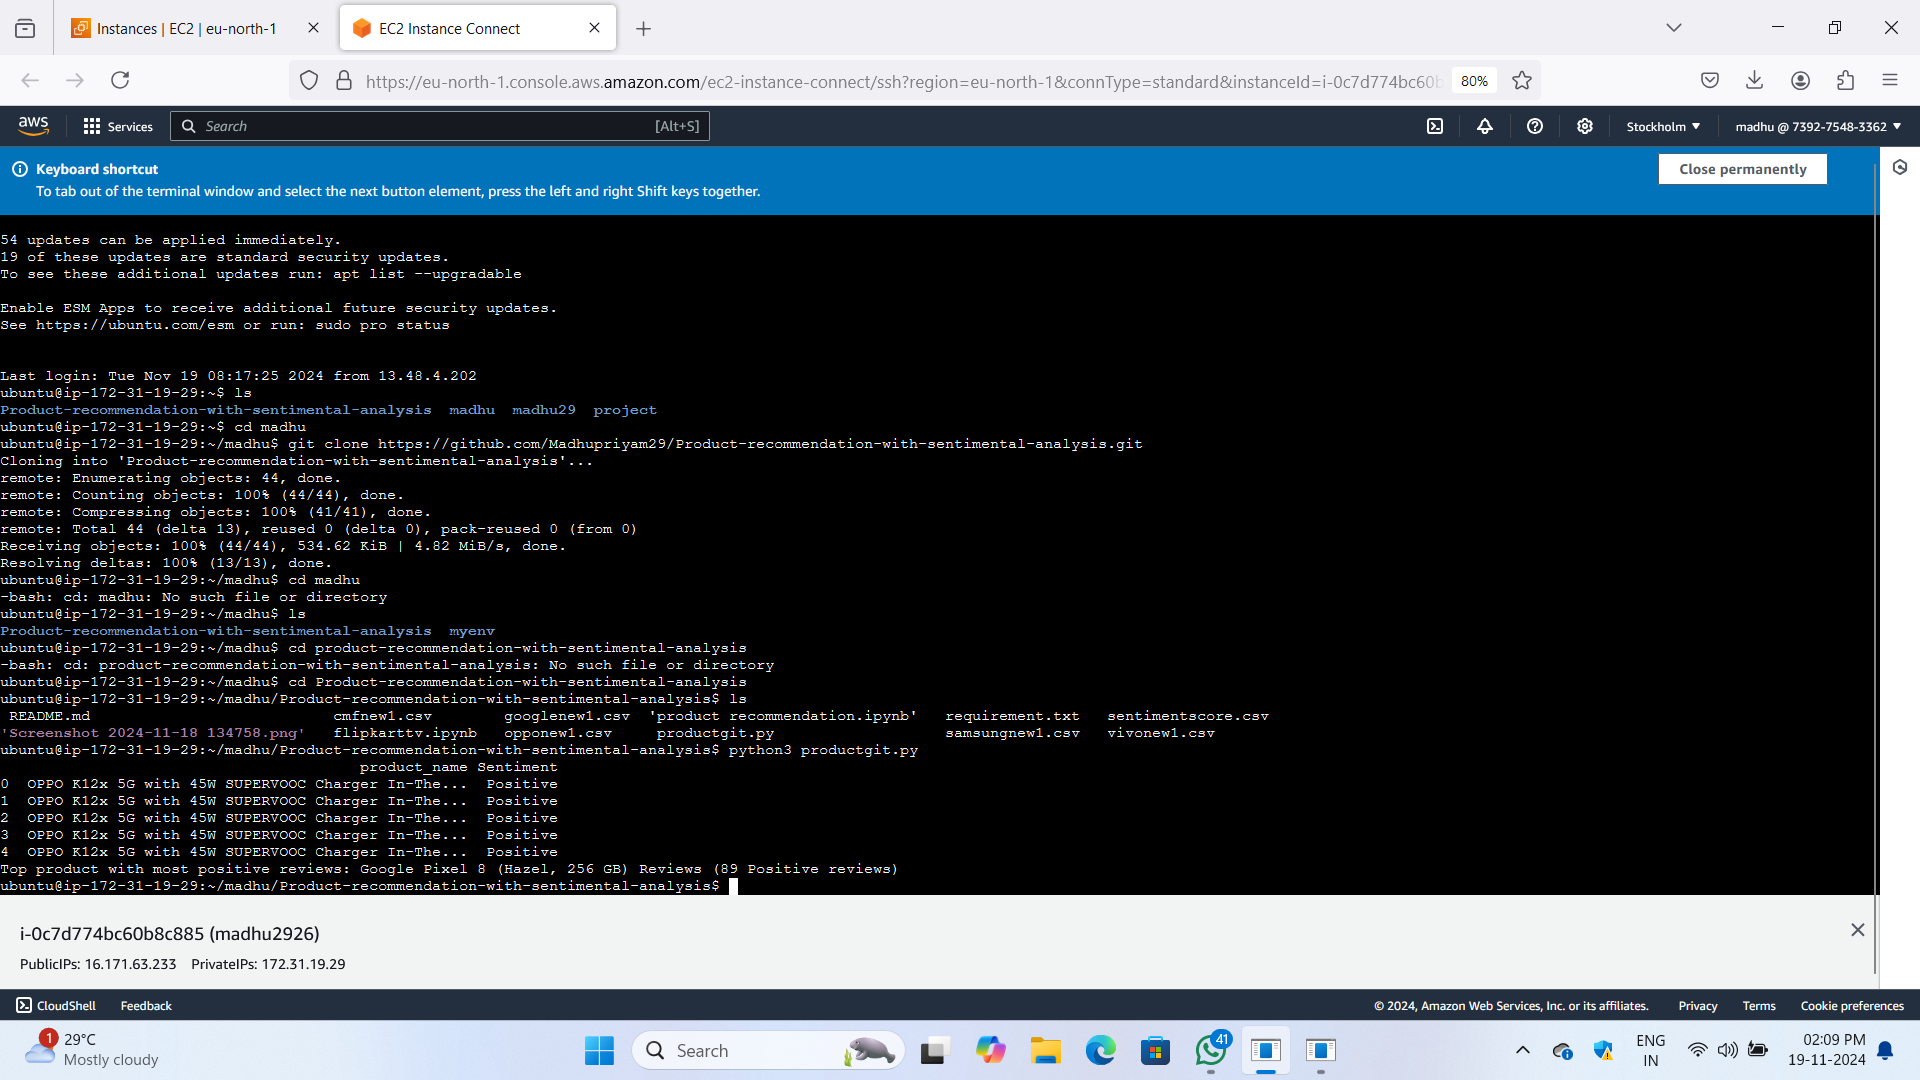 Instances | EC2 | eu-north-1
EC2 Instance Connect
https://eu-north-1.console.aws.amazon.com/ec2-instance-connect/ssh?region=eu-north-1&connType=standard&instanceId=i-0c7d774bc60b
80%
aws
Services
Search
[Alt+S]
Stockholm
madhu @ 7392-7548-3362
Keyboard shortcut
To tab out of the terminal window and select the next button element, press the left and right Shift keys together.
Close permanently
54 updates can be applied immediately.
19 of these updates are standard security updates.
To see these additional updates run: apt list --upgradable
Enable ESM Apps to receive additional future security updates.
See https://ubuntu.com/esm or run: sudo pro status
Last login: Tue Nov 19 08:17:25 2024 from 13.48.4.202
ubuntu@ip-172-31-19-29:~$ ls
Product-recommendation-with-sentimental-analysis  madhu  madhu29  project
ubuntu@ip-172-31-19-29:~$ cd madhu
ubuntu@ip-172-31-19-29:~/madhu$ git clone https://github.com/Madhupriyam29/Product-recommendation-with-sentimental-analysis.git
Cloning into 'Product-recommendation-with-sentimental-analysis'...
remote: Enumerating objects: 44, done.
remote: Counting objects: 100% (44/44), done.
remote: Compressing objects: 100% (41/41), done.
remote: Total 44 (delta 13), reused 0 (delta 0), pack-reused 0 (from 0)
Receiving objects: 100% (44/44), 534.62 KiB | 4.82 MiB/s, done.
Resolving deltas: 100% (13/13), done.
ubuntu@ip-172-31-19-29:~/madhu$ cd madhu
-bash: cd: madhu: No such file or directory
ubuntu@ip-172-31-19-29:~/madhu$ ls
Product-recommendation-with-sentimental-analysis  myenv
ubuntu@ip-172-31-19-29:~/madhu$ cd product-recommendation-with-sentimental-analysis
-bash: cd: product-recommendation-with-sentimental-analysis: No such file or directory
ubuntu@ip-172-31-19-29:~/madhu$ cd Product-recommendation-with-sentimental-analysis
ubuntu@ip-172-31-19-29:~/madhu/Product-recommendation-with-sentimental-analysis$ ls
README.md  cmfnew1.csv  googlenew1.csv  'product recommendation.ipynb'  requirement.txt  sentimentscore.csv
'Screenshot 2024-11-18 134758.png'  flipkarttv.ipynb  opponew1.csv  productgit.py  samsungnew1.csv  vivonew1.csv
ubuntu@ip-172-31-19-29:~/madhu/Product-recommendation-with-sentimental-analysis$ python3 productgit.py
product_name Sentiment
0  OPPO K12x 5G with 45W SUPERVOOC Charger In-The...  Positive
1  OPPO K12x 5G with 45W SUPERVOOC Charger In-The...  Positive
2  OPPO K12x 5G with 45W SUPERVOOC Charger In-The...  Positive
3  OPPO K12x 5G with 45W SUPERVOOC Charger In-The...  Positive
4  OPPO K12x 5G with 45W SUPERVOOC Charger In-The...  Positive
Top product with most positive reviews: Google Pixel 8 (Hazel, 256 GB) Reviews (89 Positive reviews)
ubuntu@ip-172-31-19-29:~/madhu/Product-recommendation-with-sentimental-analysis$
i-0c7d774bc60b8c885 (madhu2926)
PublicIPs: 16.171.63.233  PrivateIPs: 172.31.19.29
CloudShell
Feedback
© 2024, Amazon Web Services, Inc. or its affiliates.
Privacy
Terms
Cookie preferences
1
29°C
Mostly cloudy
Search
41
ENG
IN
02:09 PM
19-11-2024